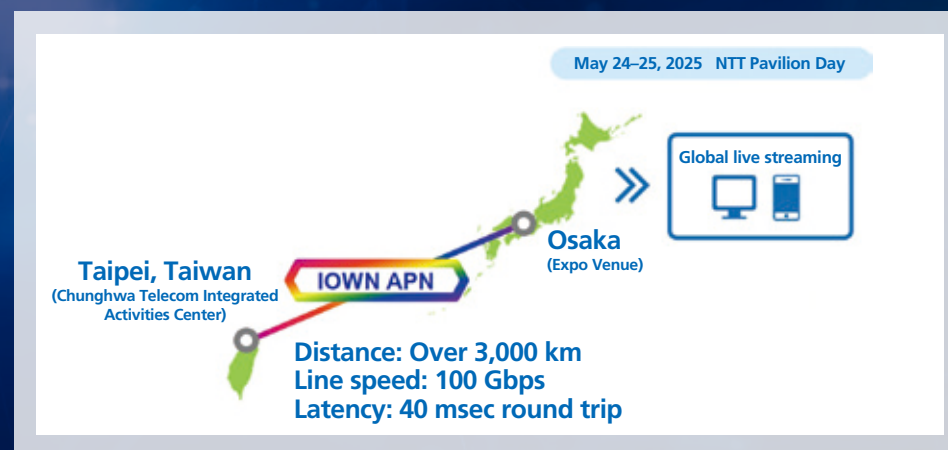 May 24–25, 2025 NTT Pavilion Day
Global live streaming
Osaka
(Expo Venue)
Taipei, Taiwan
(Chunghwa Telecom Integrated
Activities Center)
IOWN APN
Distance: Over 3,000 km
Line speed: 100 Gbps
Latency: 40 msec round trip